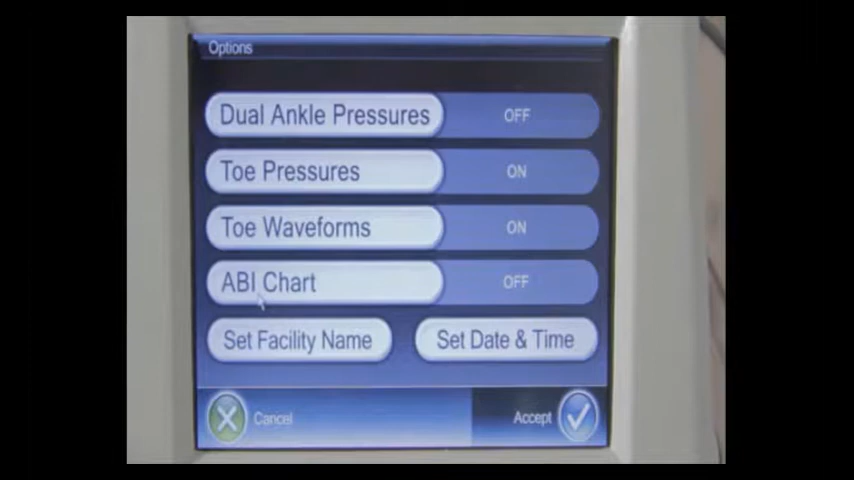 Options
Dual Ankle Pressures OFF
Toe Pressures ON
Toe Waveforms ON
ABI Chart OFF
Set Facility Name Set Date & Time
Cancel Accept